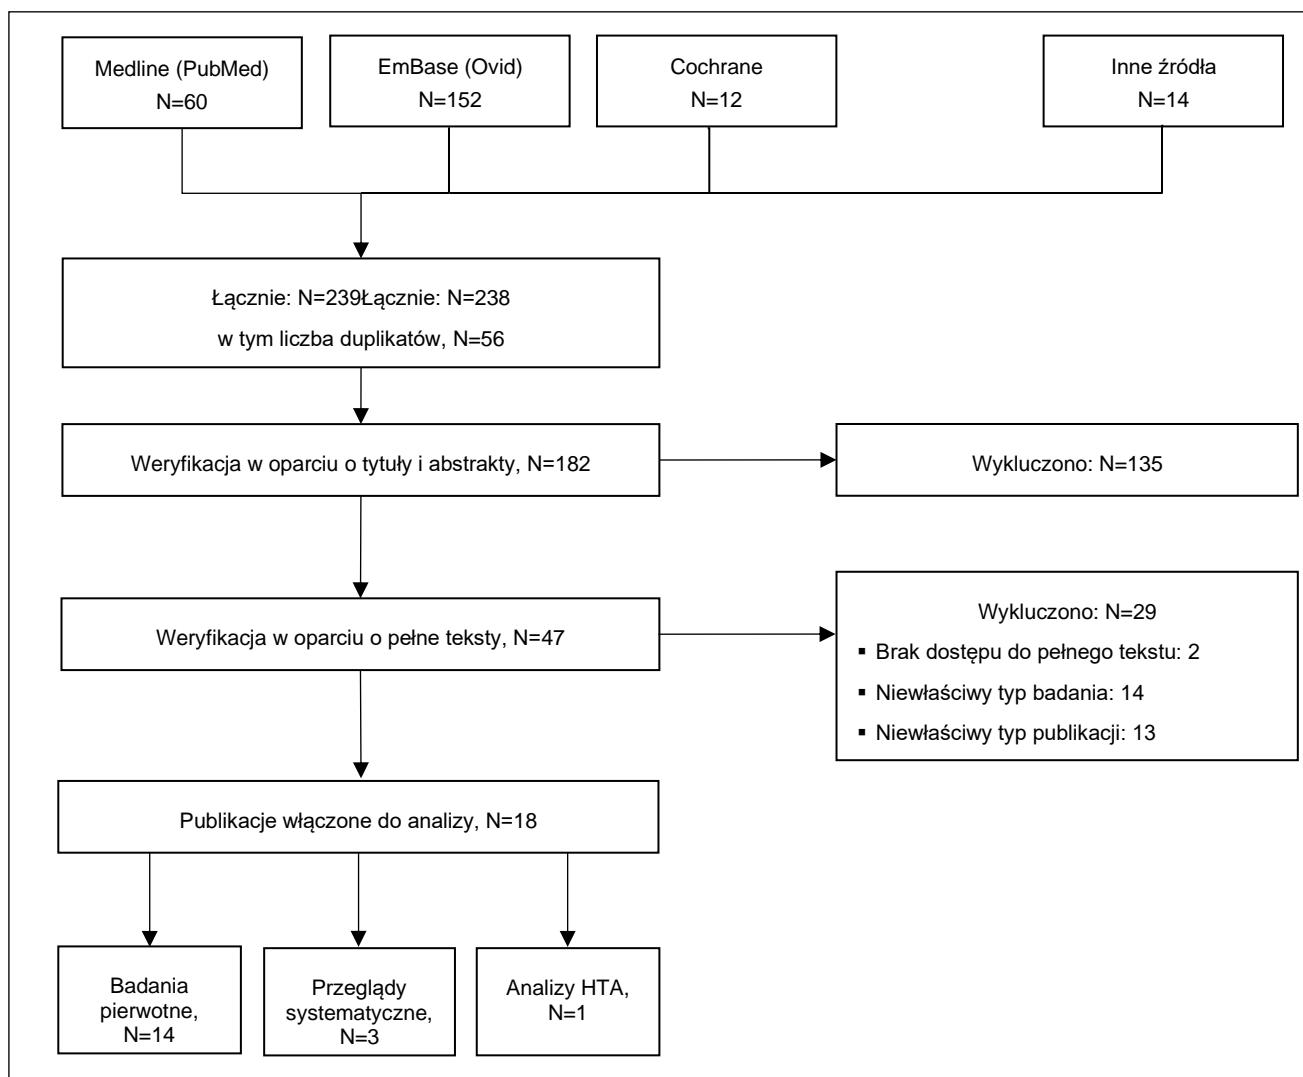 Medline (PubMed)
N=60
EmBase (Ovid)
N=152
Cochrane
N=12
Inne źródła
N=14
Łącznie: N=239Łącznie: N=238
w tym liczba duplikatów, N=56
Weryfikacja w oparciu o tytuły i abstrakty, N=182
Wykluczono: N=135
Weryfikacja w oparciu o pełne teksty, N=47
Wykluczono: N=29
▪ Brak dostępu do pełnego tekstu: 2
▪ Niewłaściwy typ badania: 14
▪ Niewłaściwy typ publikacji: 13
Publikacje włączone do analizy, N=18
Badania
pierwotne,
N=14
Przeglądy
systematyczne,
N=3
Analizy HTA,
N=1